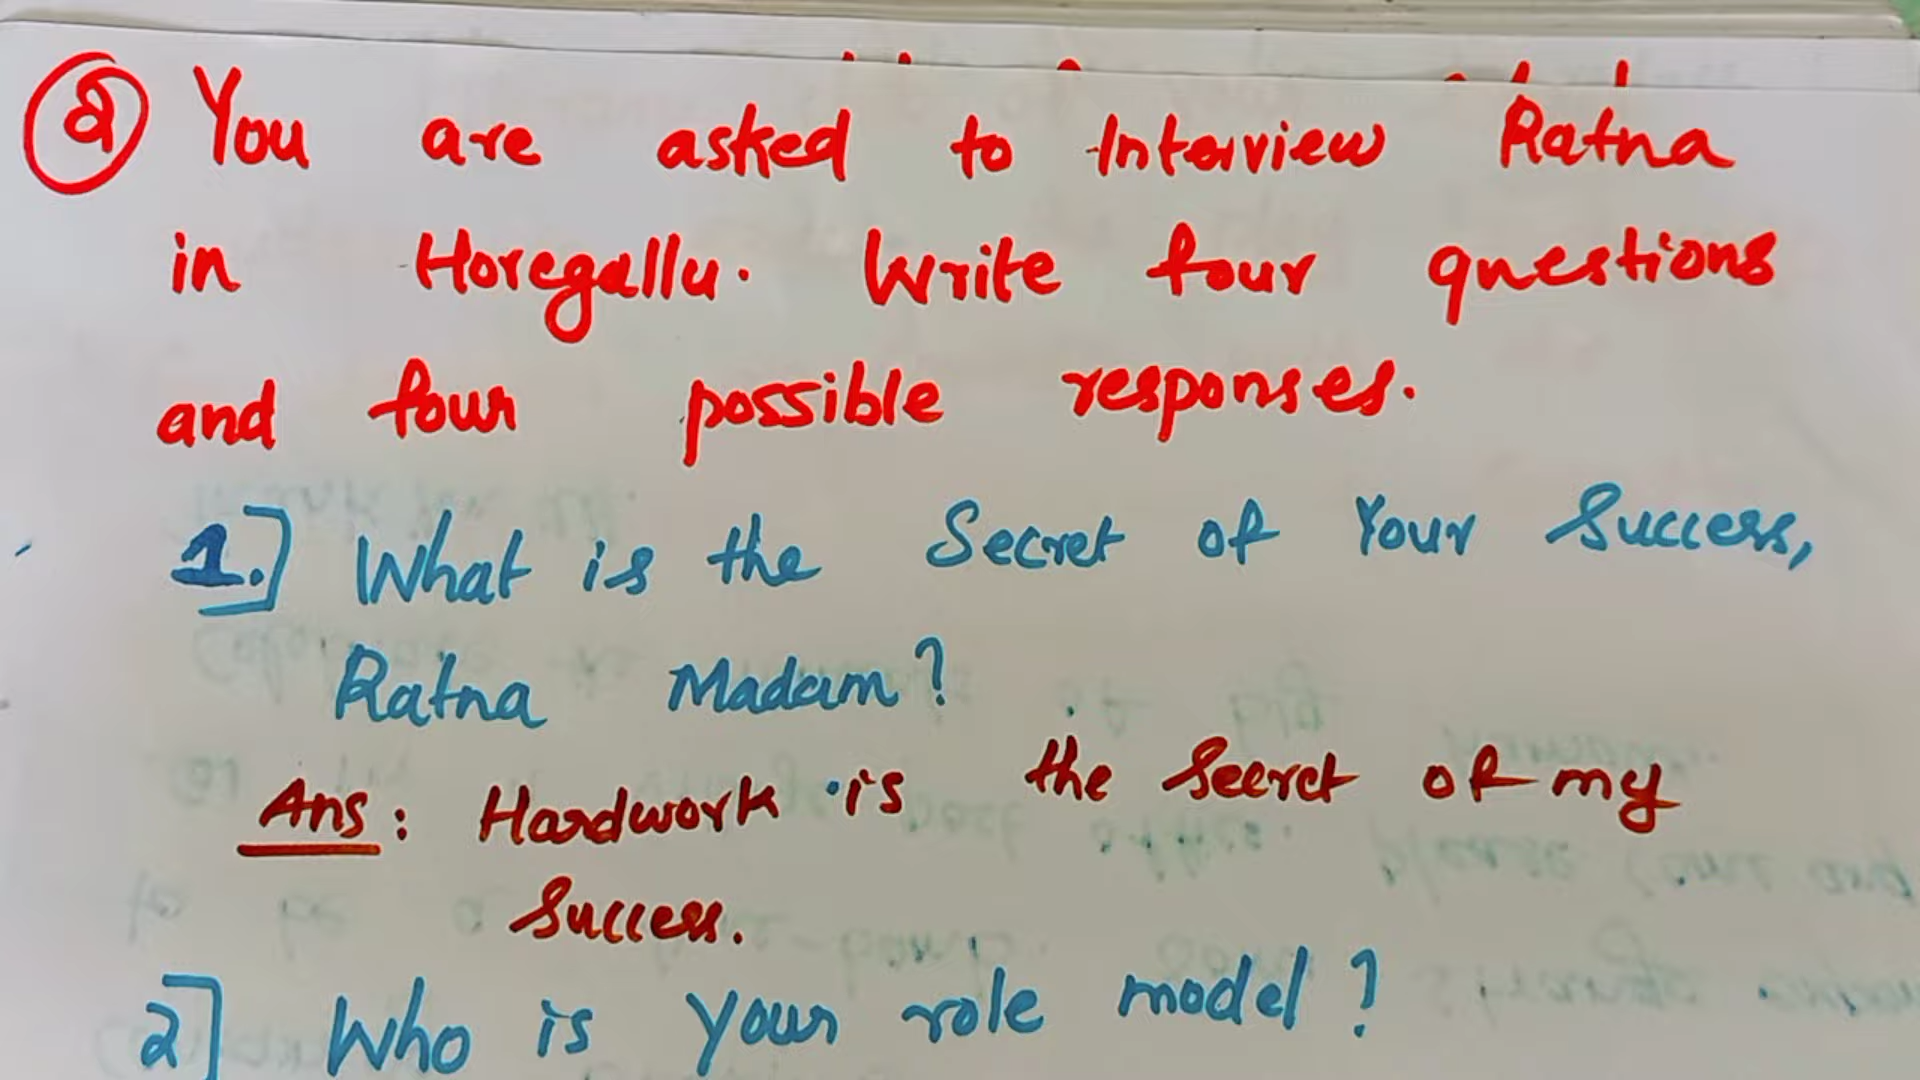 ② You are asked to Interview Ratna
in Horegallu. Write four questions
and four possible responses.
1.] What is the Secret of Your Success,
Ratna Madam?
Ans: Hardwork is the Secret of my
Success.
2] Who is your role model?